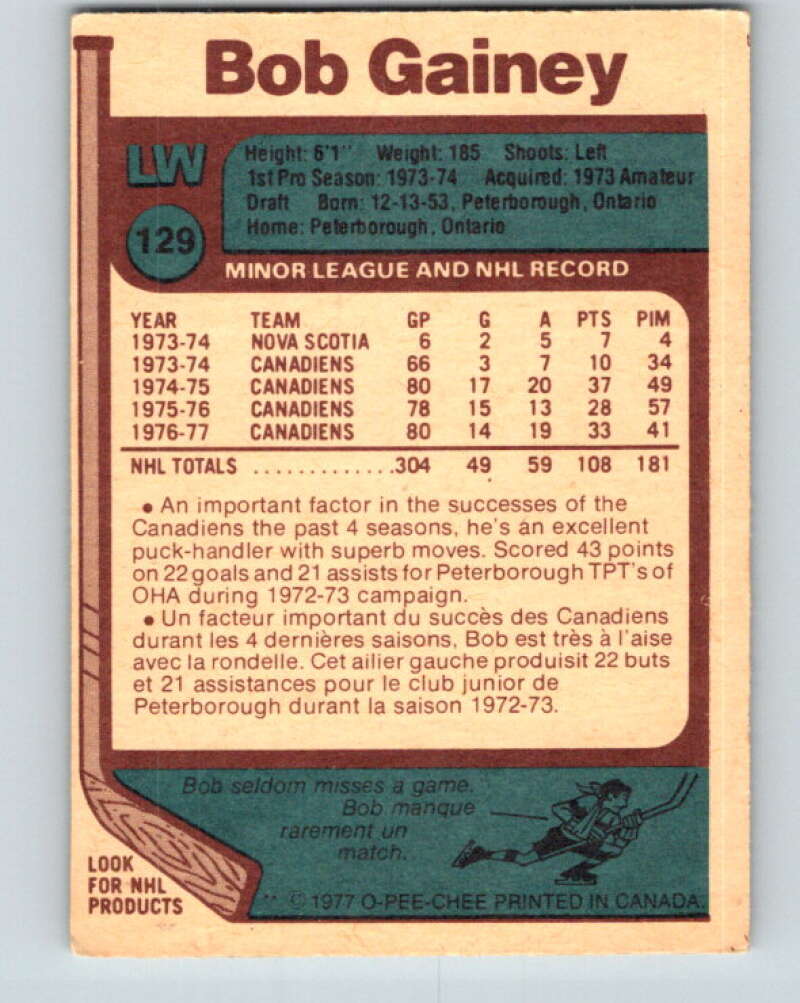 Bob Gainey
LW
129
Height: 6'1" Weight: 185 Shoots: Left
1st Pro Season: 1973-74 Acquired: 1973 Amateur
Draft Born: 12-13-53, Peterborough, Ontario
Home: Peterborough, Ontario
MINOR LEAGUE AND NHL RECORD
YEAR TEAM GP G A PTS PIM
1973-74 NOVA SCOTIA 6 2 5 7 4
1973-74 CANADIENS 66 3 7 10 34
1974-75 CANADIENS 80 17 20 37 49
1975-76 CANADIENS 78 15 13 28 57
1976-77 CANADIENS 80 14 19 33 41
NHL TOTALS .............304 49 59 108 181
• An important factor in the successes of the
Canadiens the past 4 seasons, he's an excellent
puck-handler with superb moves. Scored 43 points
on 22 goals and 21 assists for Peterborough TPT's of
OHA during 1972-73 campaign.
• Un facteur important du succès des Canadiens
durant les 4 dernières saisons, Bob est très à l'aise
avec la rondelle. Cet ailier gauche produisit 22 buts
et 21 assistances pour le club junior de
Peterborough durant la saison 1972-73.
Bob seldom misses a game.
Bob manque
rarement un
match.
LOOK
FOR NHL
PRODUCTS
** © 1977 O-PEE-CHEE PRINTED IN CANADA.